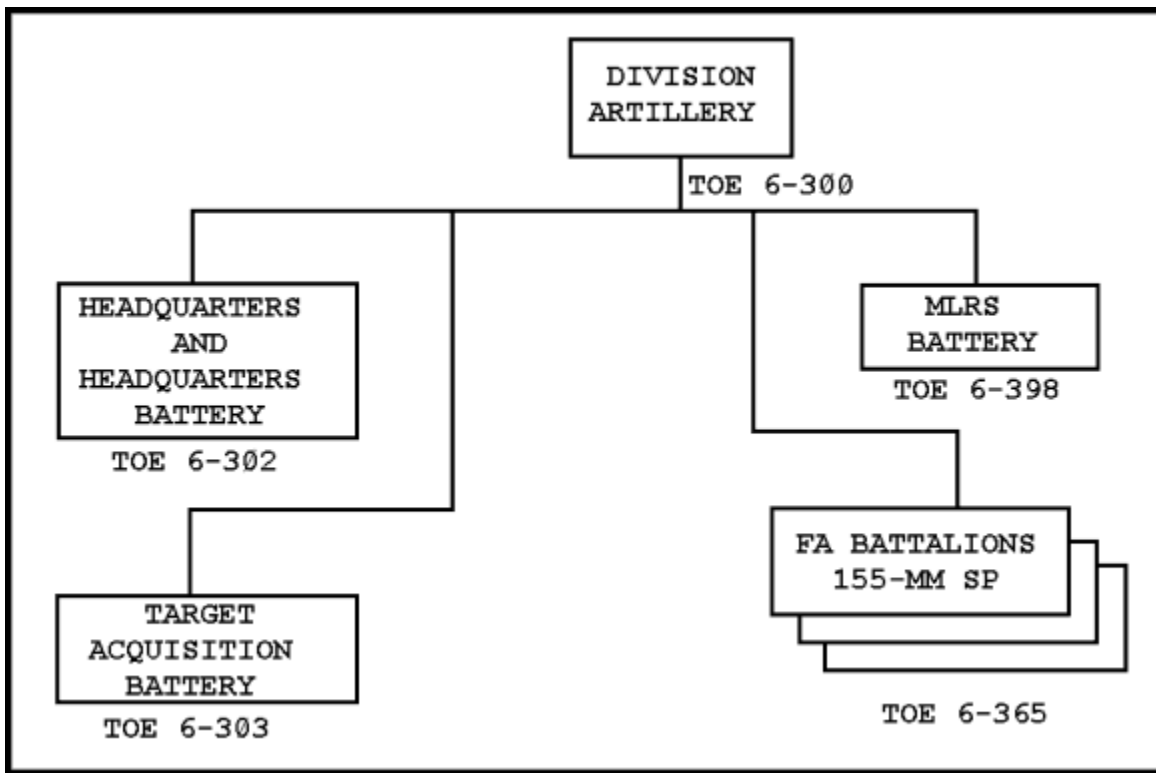 DIVISION
ARTILLERY
TOE 6-300
HEADQUARTERS
AND
HEADQUARTERS
BATTERY
TOE 6-302
MLRS
BATTERY
TOE 6-398
TARGET
ACQUISITION
BATTERY
TOE 6-303
FA BATTALIONS
155-MM SP
TOE 6-365